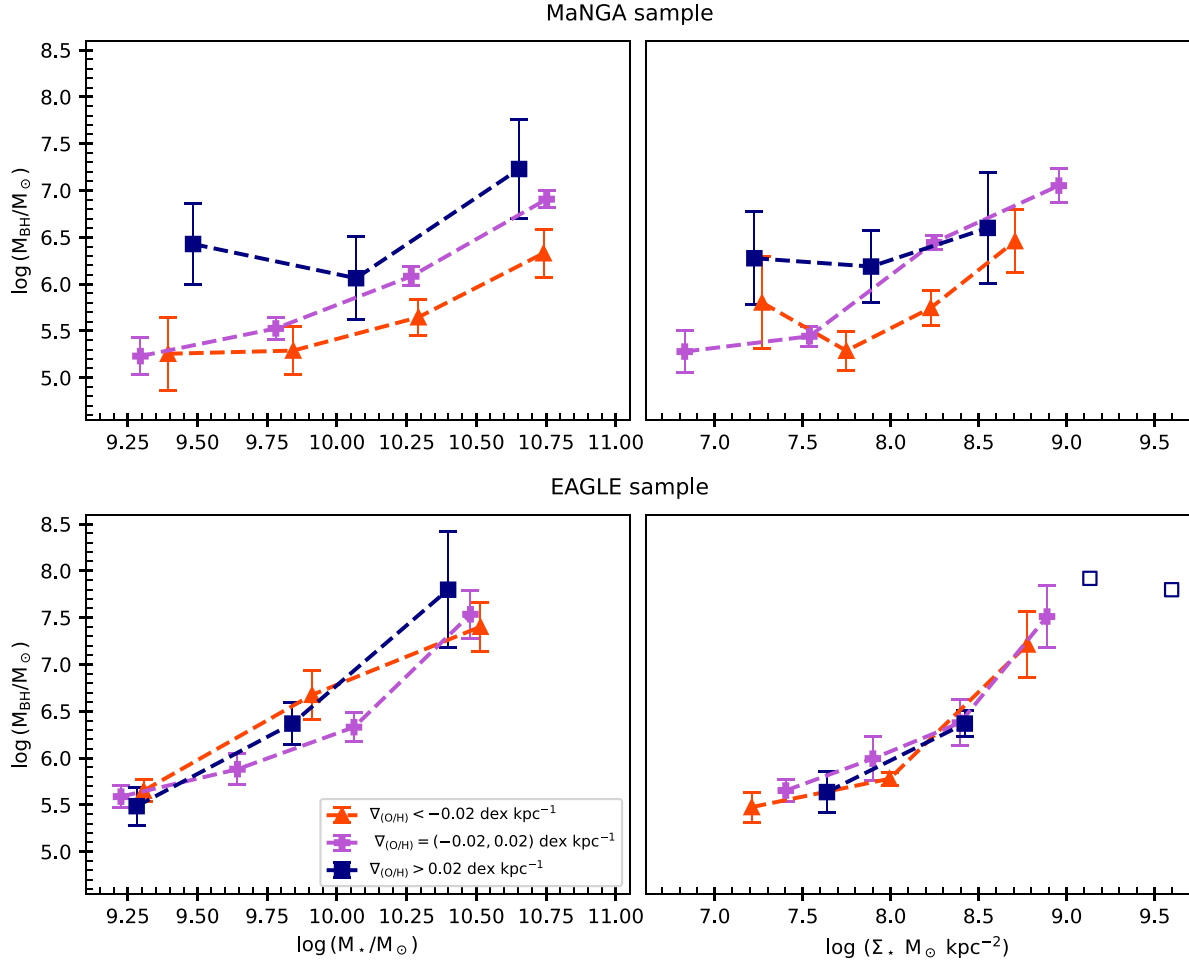 MaNGA sample
8.5
8.0
7.5
7.0
6.5
6.0
5.5
5.0
log (M_BH/M_⊙)
9.25 9.50 9.75 10.00 10.25 10.50 10.75 11.00
7.0 7.5 8.0 8.5 9.0 9.5
EAGLE sample
8.5
8.0
7.5
7.0
6.5
6.0
5.5
5.0
log (M_BH/M_⊙)
∇_(O/H) < −0.02 dex kpc⁻¹
∇_(O/H) = (−0.02, 0.02) dex kpc⁻¹
∇_(O/H) > 0.02 dex kpc⁻¹
9.25 9.50 9.75 10.00 10.25 10.50 10.75 11.00
7.0 7.5 8.0 8.5 9.0 9.5
log (M_⋆/M_⊙)
log (Σ_⋆ M_⊙ kpc⁻²)